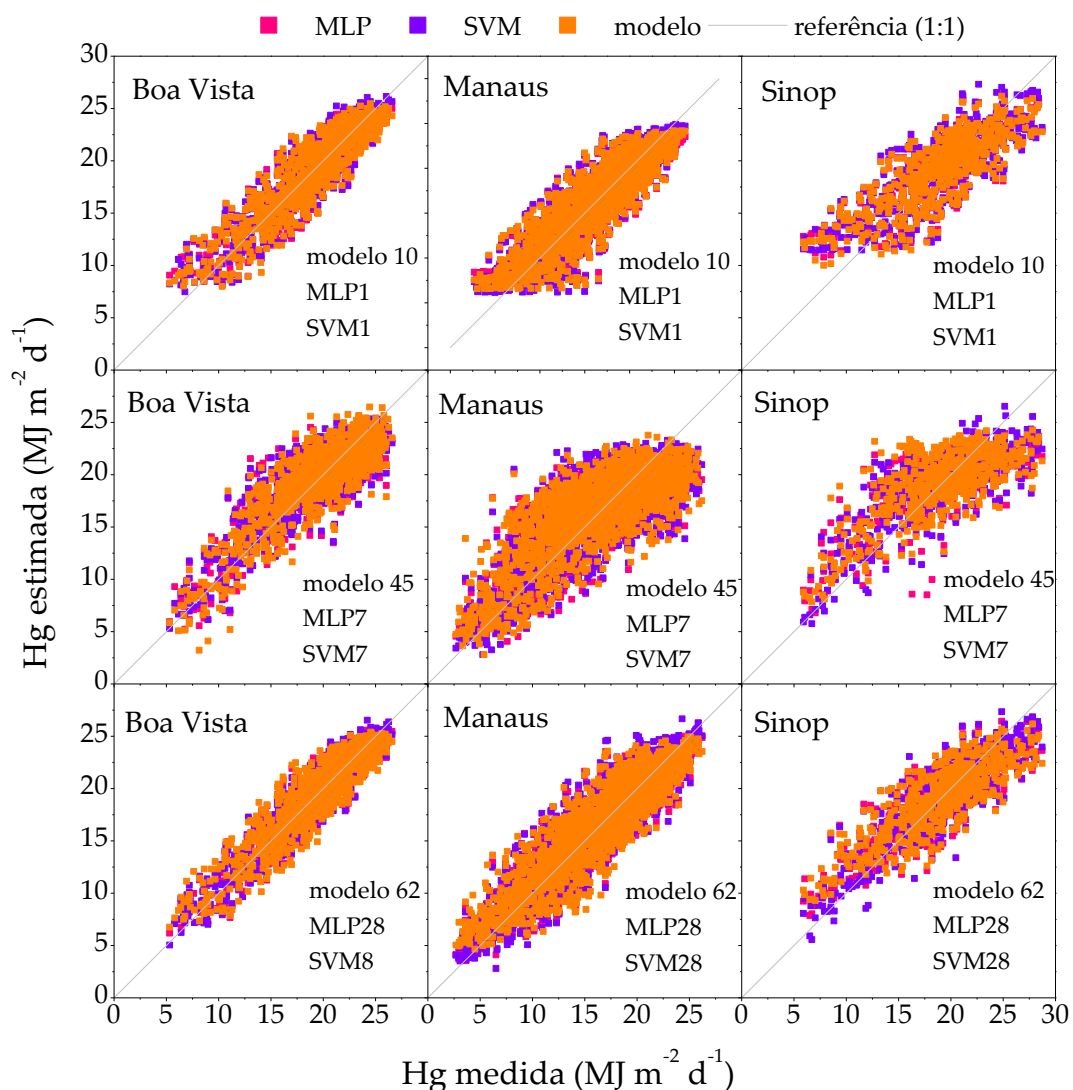 MLP SVM modelo referência (1:1)
30
25
20
15
10
5
0
Boa Vista
modelo 10
MLP1
SVM1
Manaus
modelo 10
MLP1
SVM1
Sinop
modelo 10
MLP1
SVM1
Hg estimada (MJ m⁻² d⁻¹)
25
20
15
10
5
0
Boa Vista
modelo 45
MLP7
SVM7
Manaus
modelo 45
MLP7
SVM7
Sinop
modelo 45
MLP7
SVM7
25
20
15
10
5
0
Boa Vista
modelo 62
MLP28
SVM8
Manaus
modelo 62
MLP28
SVM28
Sinop
modelo 62
MLP28
SVM28
0 5 10 15 20 25 0 5 10 15 20 25 0 5 10 15 20 25 30
Hg medida (MJ m⁻² d⁻¹)